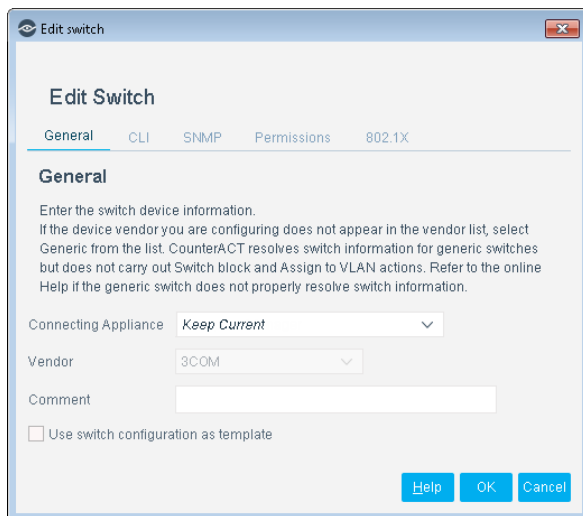 Edit switch
Edit Switch
General CLI SNMP Permissions 802.1X
General
Enter the switch device information.
If the device vendor you are configuring does not appear in the vendor list, select
Generic from the list. CounterACT resolves switch information for generic switches
but does not carry out Switch block and Assign to VLAN actions. Refer to the online
Help if the generic switch does not properly resolve switch information.
Connecting Appliance Keep Current
Vendor 3COM
Comment
Use switch configuration as template
Help OK Cancel